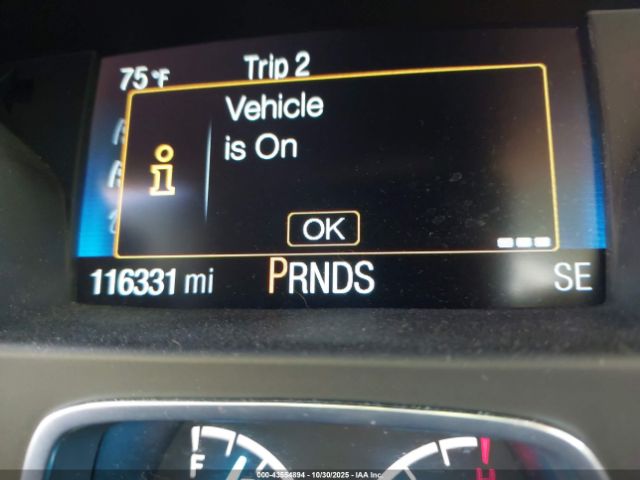 75°F Trip 2
Vehicle
is On
i
OK
116331 mi PRNDS SE
F H
000-43554894 - 10/30/2025 - IAA Inc.